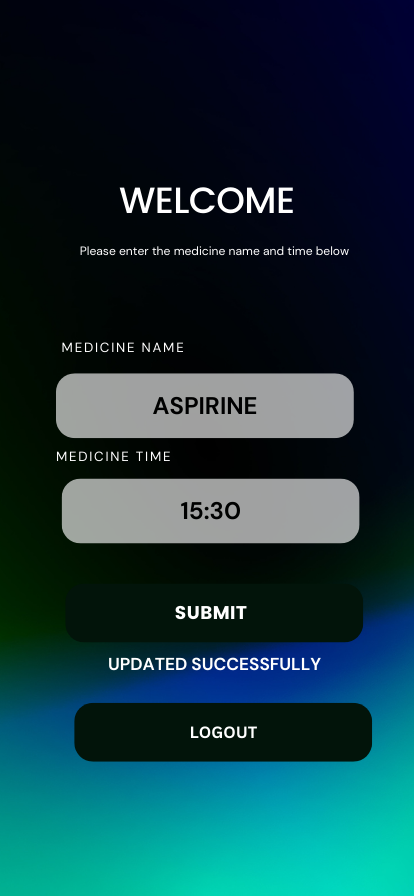 WELCOME
Please enter the medicine name and time below
MEDICINE NAME
ASPIRINE
MEDICINE TIME
15:30
SUBMIT
UPDATED SUCCESSFULLY
LOGOUT